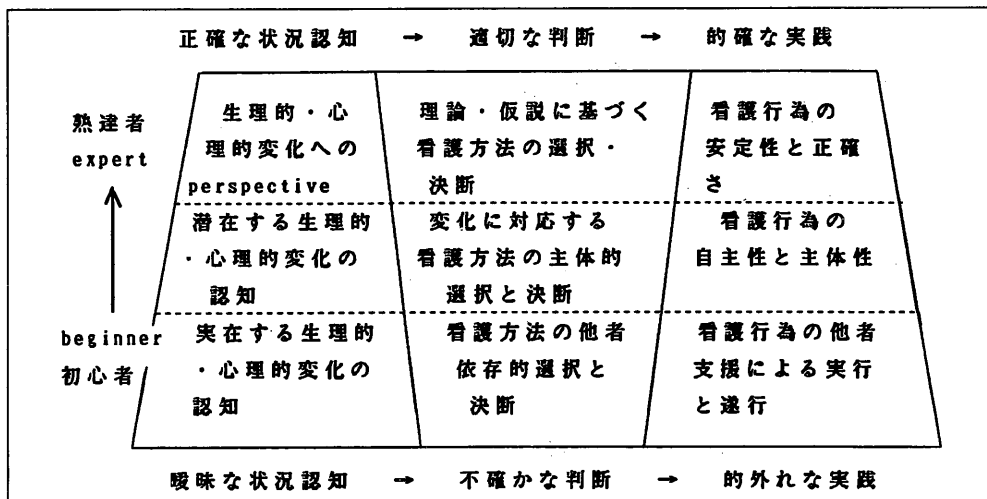 正確な状況認知 → 適切な判断 → 的確な実践
熟達者
expert
beginner
初心者
生理的・心
理的変化への
perspective
理論・仮説に基づく
看護方法の選択・
決断
看護行為の
安定性と正確
さ
潜在する生理的
・心理的変化の
認知
変化に対応する
看護方法の主体的
選択と決断
看護行為の
自主性と主体性
実在する生理的
・心理的変化の
認知
看護方法の他者
依存的選択と
決断
看護行為の他者
支援による実行
と遂行
曖昧な状況認知 → 不確かな判断 → 的外れな実践